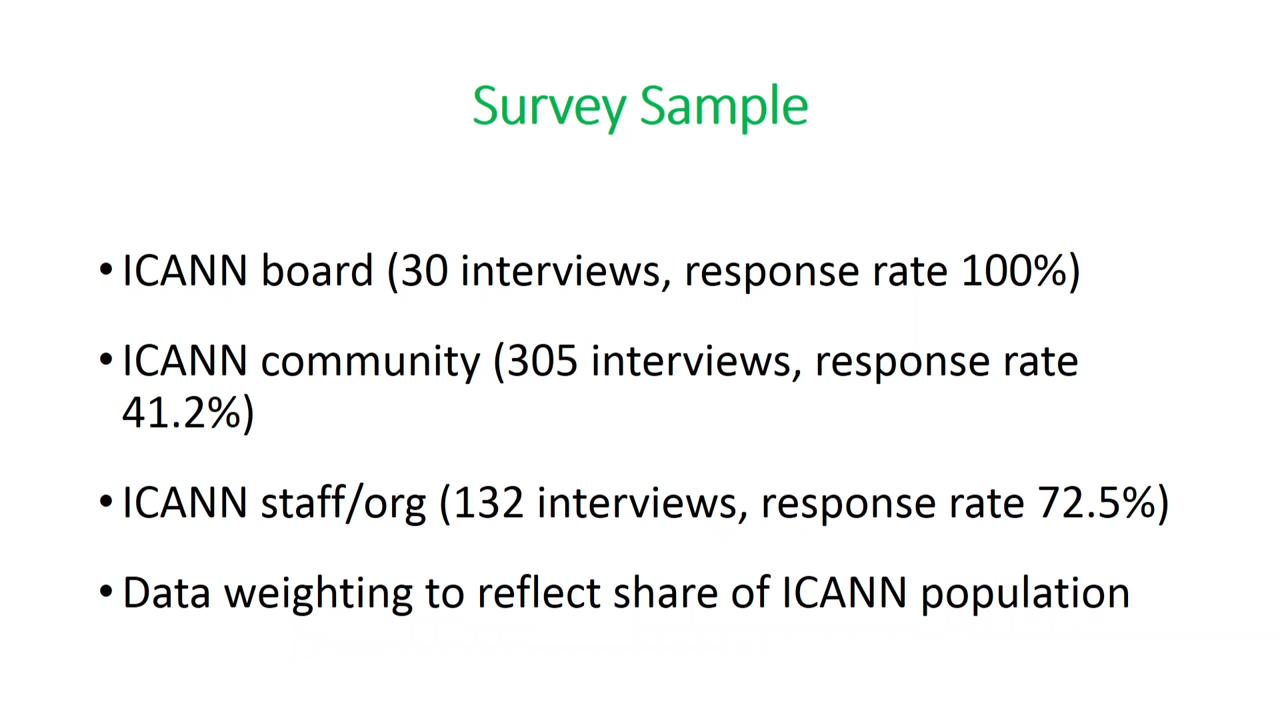 Survey Sample
• ICANN board (30 interviews, response rate 100%)
• ICANN community (305 interviews, response rate
41.2%)
• ICANN staff/org (132 interviews, response rate 72.5%)
• Data weighting to reflect share of ICANN population